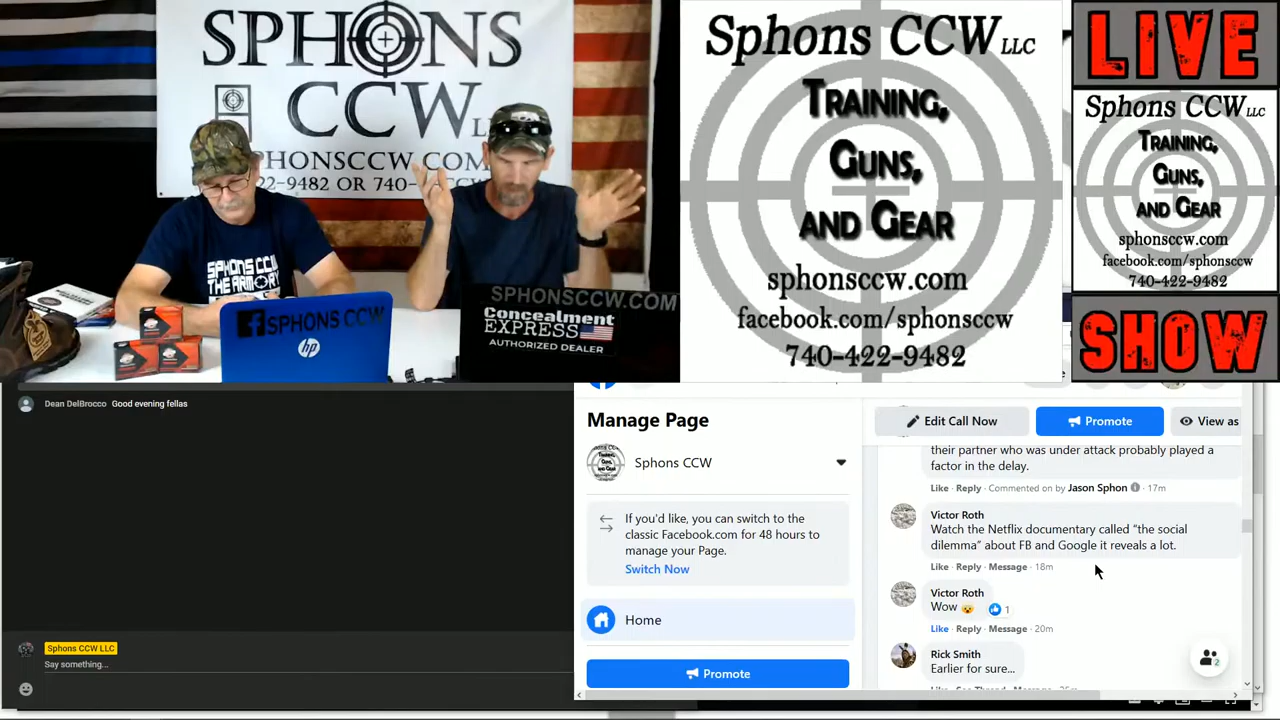 SPHONS
CCW
PHONSCCW.COM
22-9482 OR 740-
SPHONS CCW
THE ARMORY
SPHONS CCW
hp
SPHONSCCW.COM
Concealment
EXPRESS
AUTHORIZED DEALER
Sphons CCW LLC
Training,
Guns,
and Gear
sphonsccw.com
facebook.com/sphonsccw
740-422-9482
LIVE
Sphons CCW LLC
Training,
Guns,
and Gear
sphonsccw.com
facebook.com/sphonsccw
740-422-9482
SHOW
Dean DelBrocco Good evening fellas
Sphons CCW LLC
Say something...
Manage Page
Sphons CCW
If you'd like, you can switch to the
classic Facebook.com for 48 hours to
manage your Page.
Switch Now
Home
Promote
Edit Call Now
Promote
View as
their partner who was under attack probably played a
factor in the delay.
Like · Reply · Commented on by Jason Sphon · 17m
Victor Roth
Watch the Netflix documentary called “the social
dilemma” about FB and Google it reveals a lot.
Like · Reply · Message · 18m
Victor Roth
Wow 😮 1
Like · Reply · Message · 20m
Rick Smith
Earlier for sure...
2